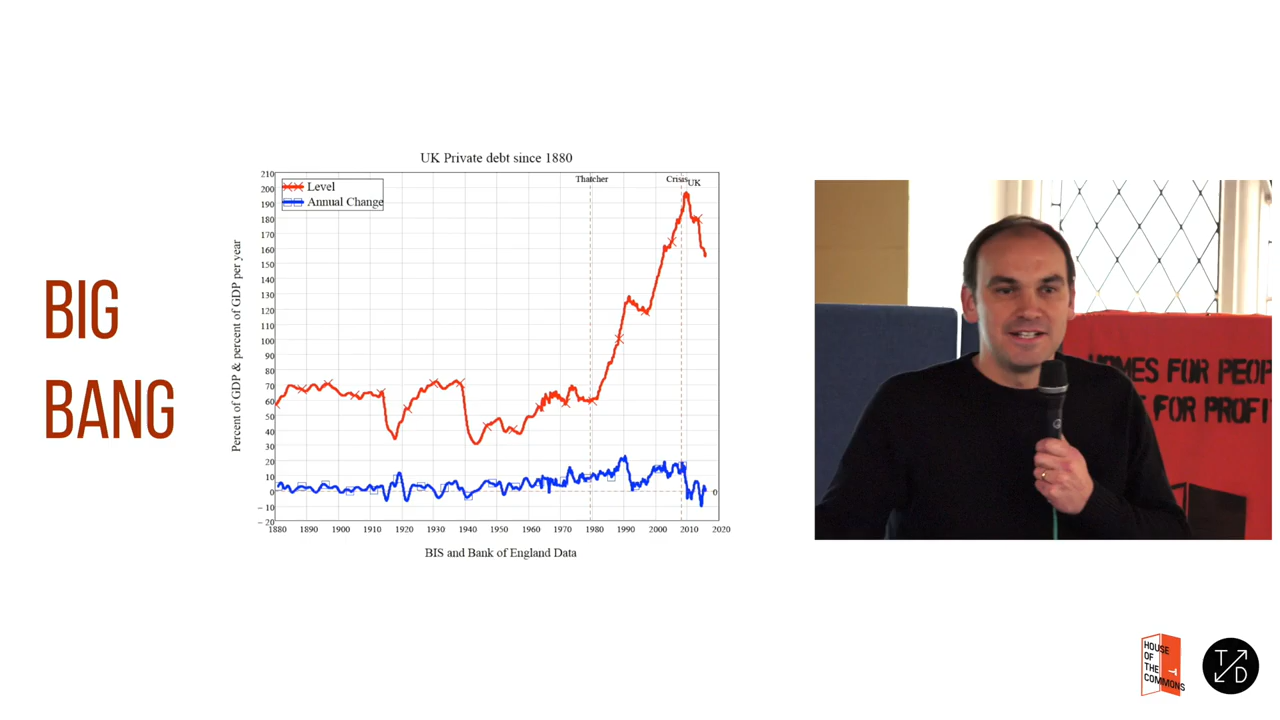 BIG
BANG
UK Private debt since 1880
Percent of GDP & percent of GDP per year
210
200
190
180
170
160
150
140
130
120
110
100
90
80
70
60
50
40
30
20
10
0
– 10
– 20
Level
Annual Change
Thatcher
Crisis
UK
0
1880 1890 1900 1910 1920 1930 1940 1950 1960 1970 1980 1990 2000 2010 2020
BIS and Bank of England Data
HOMES FOR PEOP
FOR PROFI
HOUSE
OF
THE
COMMONS
T
D